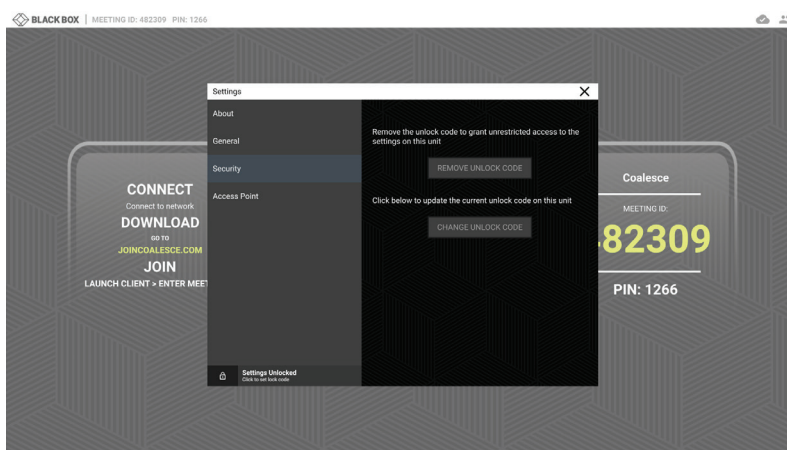 BLACK BOX | MEETING ID: 482309 PIN: 1266
Settings
About
General
Security
Access Point
Settings Unlocked
Click to set lock code
Remove the unlock code to grant unrestricted access to the
settings on this unit
REMOVE UNLOCK CODE
Click below to update the current unlock code on this unit
CHANGE UNLOCK CODE
CONNECT
Connect to network
DOWNLOAD
GO TO
JOINCOALESCE.COM
JOIN
LAUNCH CLIENT > ENTER MEET
Coalesce
MEETING ID:
82309
PIN: 1266